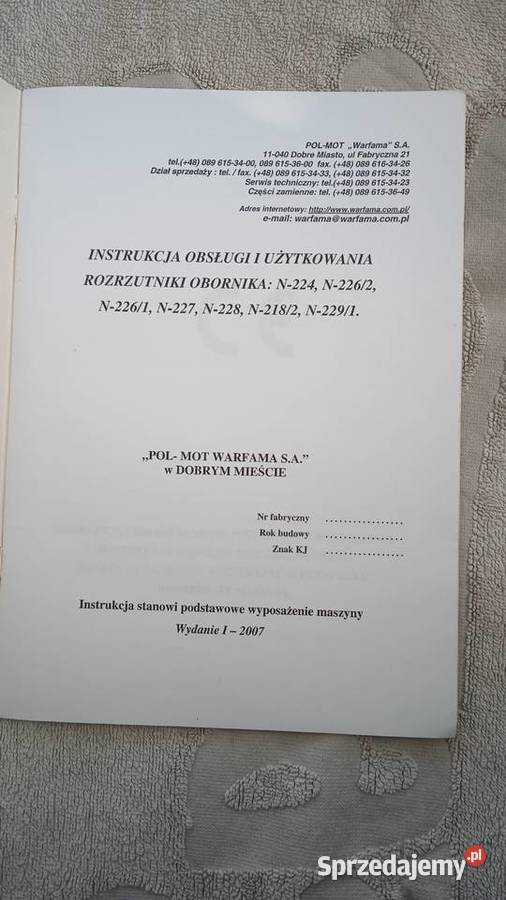 POL-MOT „Warfama” S.A.
11-040 Dobre Miasto, ul Fabryczna 21
tel.(+48) 089 615-34-00, 089 615-36-00 fax. (+48) 089 616-34-26
Dział sprzedaży : tel. / fax. (+48) 089 615-34-33, (+48) 089 615-34-32
Serwis techniczny: tel.(+48) 089 615-34-23
Części zamienne: tel. (+48) 089 615-36-49
Adres internetowy: http://www.warfama.com.pl/
e-mail: warfama@warfama.com.pl
INSTRUKCJA OBSŁUGI I UŻYTKOWANIA
ROZRZUTNIKI OBORNIKA: N-224, N-226/2,
N-226/1, N-227, N-228, N-218/2, N-229/1.
„POL- MOT WARFAMA S.A.”
w DOBRYM MIEŚCIE
Nr fabryczny .................
Rok budowy .................
Znak KJ .................
Instrukcja stanowi podstawowe wyposażenie maszyny
Wydanie I – 2007
Sprzedajemy.pl